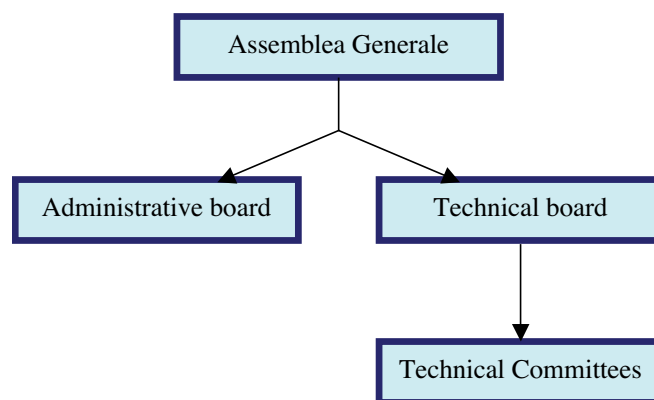 Assemblea Generale
Administrative board
Technical board
Technical Committees